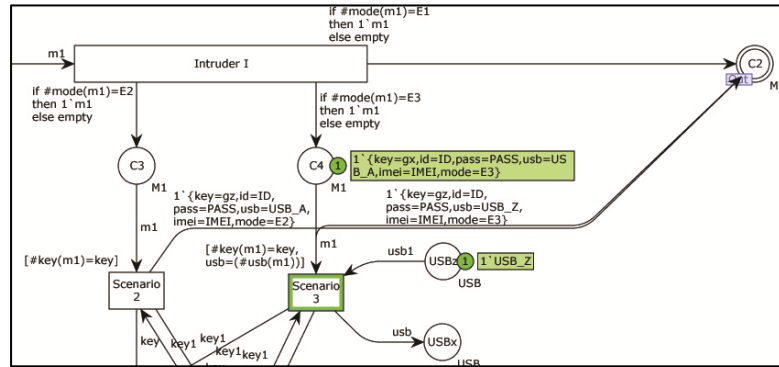 if #mode(m1)=E1
then 1`m1
else empty
m1
Intruder I
C2
Out
M
if #mode(m1)=E2
then 1`m1
else empty
if #mode(m1)=E3
then 1`m1
else empty
C3
M1
C4
1
M1
1`{key=gx,id=ID,pass=PASS,usb=US
B_A,imei=IMEI,mode=E3}
1`{key=gz,id=ID,
pass=PASS,usb=USB_A,
imei=IMEI,mode=E2}
1`{key=gz,id=ID,
pass=PASS,usb=USB_Z,
imei=IMEI,mode=E3}
m1
[#key(m1)=key]
[#key(m1)=key,
usb=(#usb(m1))]
m1
Scenario
2
Scenario
3
usb1
USBz
1
1`USB_Z
USB
usb
USBx
USB
key
key1
key1
key1
key1